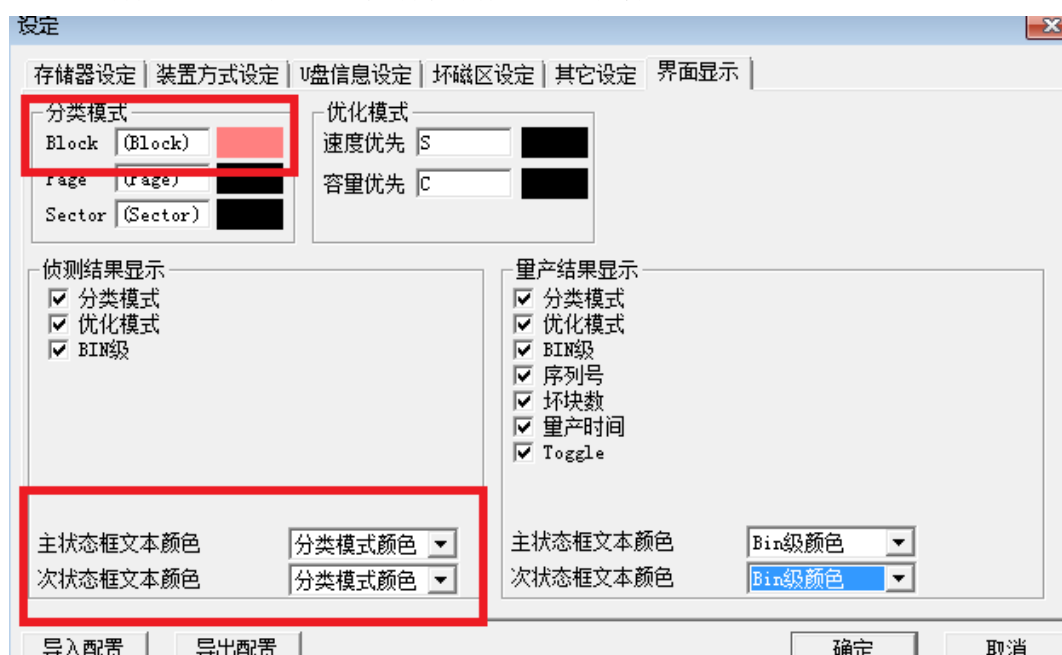 设定
存储器设定 装置方式设定 U盘信息设定 坏磁区设定 其它设定 界面显示
分类模式
Block (Block)
Page (Page)
Sector (Sector)
优化模式
速度优先 S
容量优先 C
侦测结果显示
分类模式
优化模式
BIN级
主状态框文本颜色 分类模式颜色
次状态框文本颜色 分类模式颜色
量产结果显示
分类模式
优化模式
BIN级
序列号
坏块数
量产时间
Toggle
主状态框文本颜色 Bin级颜色
次状态框文本颜色 Bin级颜色
导入配置 导出配置 确定 取消